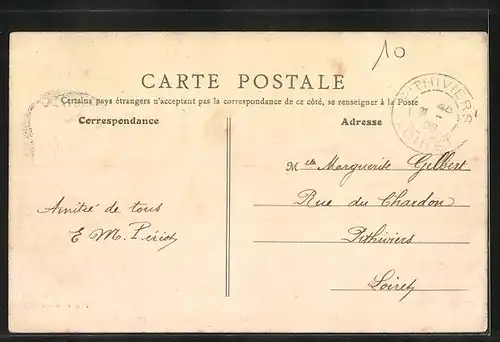 10
CARTE POSTALE
Certains pays étrangers n'acceptant pas la correspondance de ce côté, se renseigner à la Poste
PITHIVIERS
LOIRET
Correspondance
Adresse
Mlle Marguerite Gilbert
Rue du Chardon
Pithiviers
Loiret
Amitié de tous
E M.